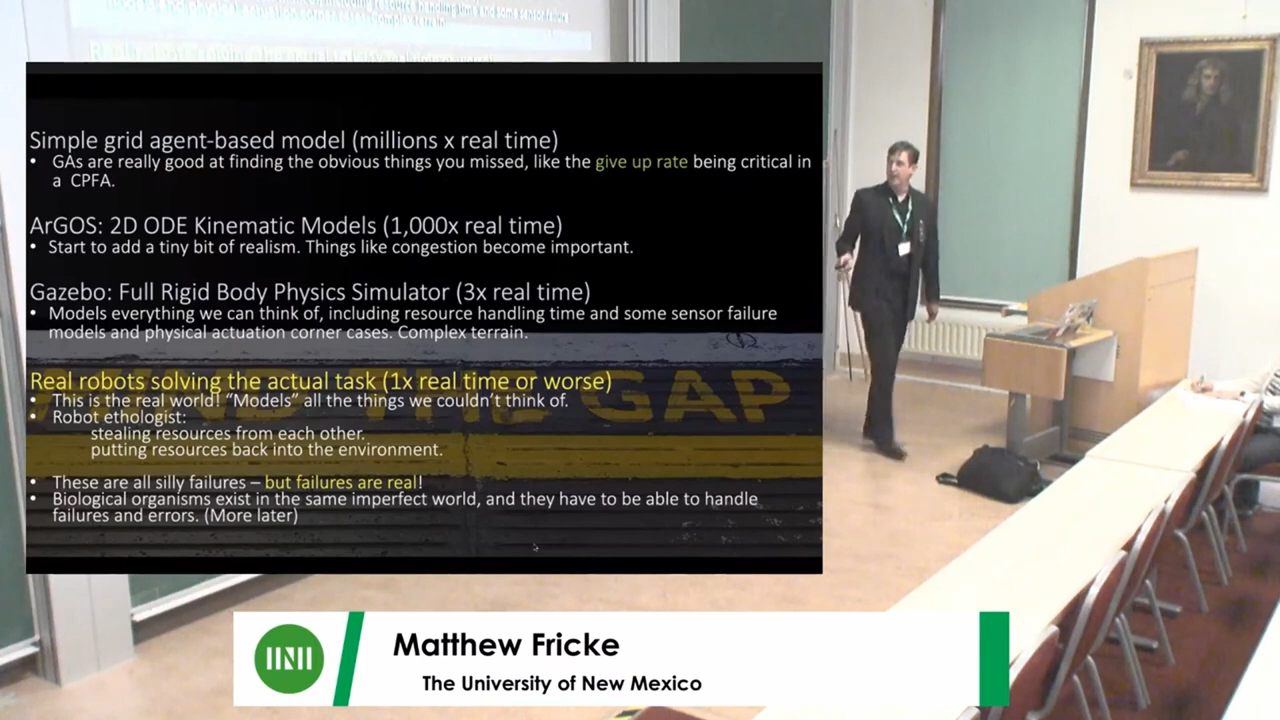 Simple grid agent-based model (millions x real time)
• GAs are really good at finding the obvious things you missed, like the give up rate being critical in
a CPFA.
ArGOS: 2D ODE Kinematic Models (1,000x real time)
• Start to add a tiny bit of realism. Things like congestion become important.
Gazebo: Full Rigid Body Physics Simulator (3x real time)
• Models everything we can think of, including resource handling time and some sensor failure
models and physical actuation corner cases. Complex terrain.
Real robots solving the actual task (1x real time or worse)
• This is the real world! “Models” all the things we couldn’t think of.
• Robot ethologist:
stealing resources from each other.
putting resources back into the environment.
THE GAP
• These are all silly failures – but failures are real!
• Biological organisms exist in the same imperfect world, and they have to be able to handle
failures and errors. (More later)
Matthew Fricke
The University of New Mexico